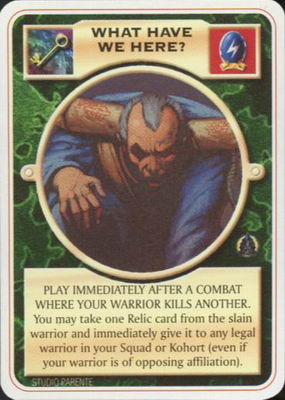 WHAT HAVE
WE HERE?
PLAY IMMEDIATELY AFTER A COMBAT
WHERE YOUR WARRIOR KILLS ANOTHER.
You may take one Relic card from the slain
warrior and immediately give it to any legal
warrior in your Squad or Kohort (even if
your warrior is of opposing affiliation).
STUDIO PARENTE